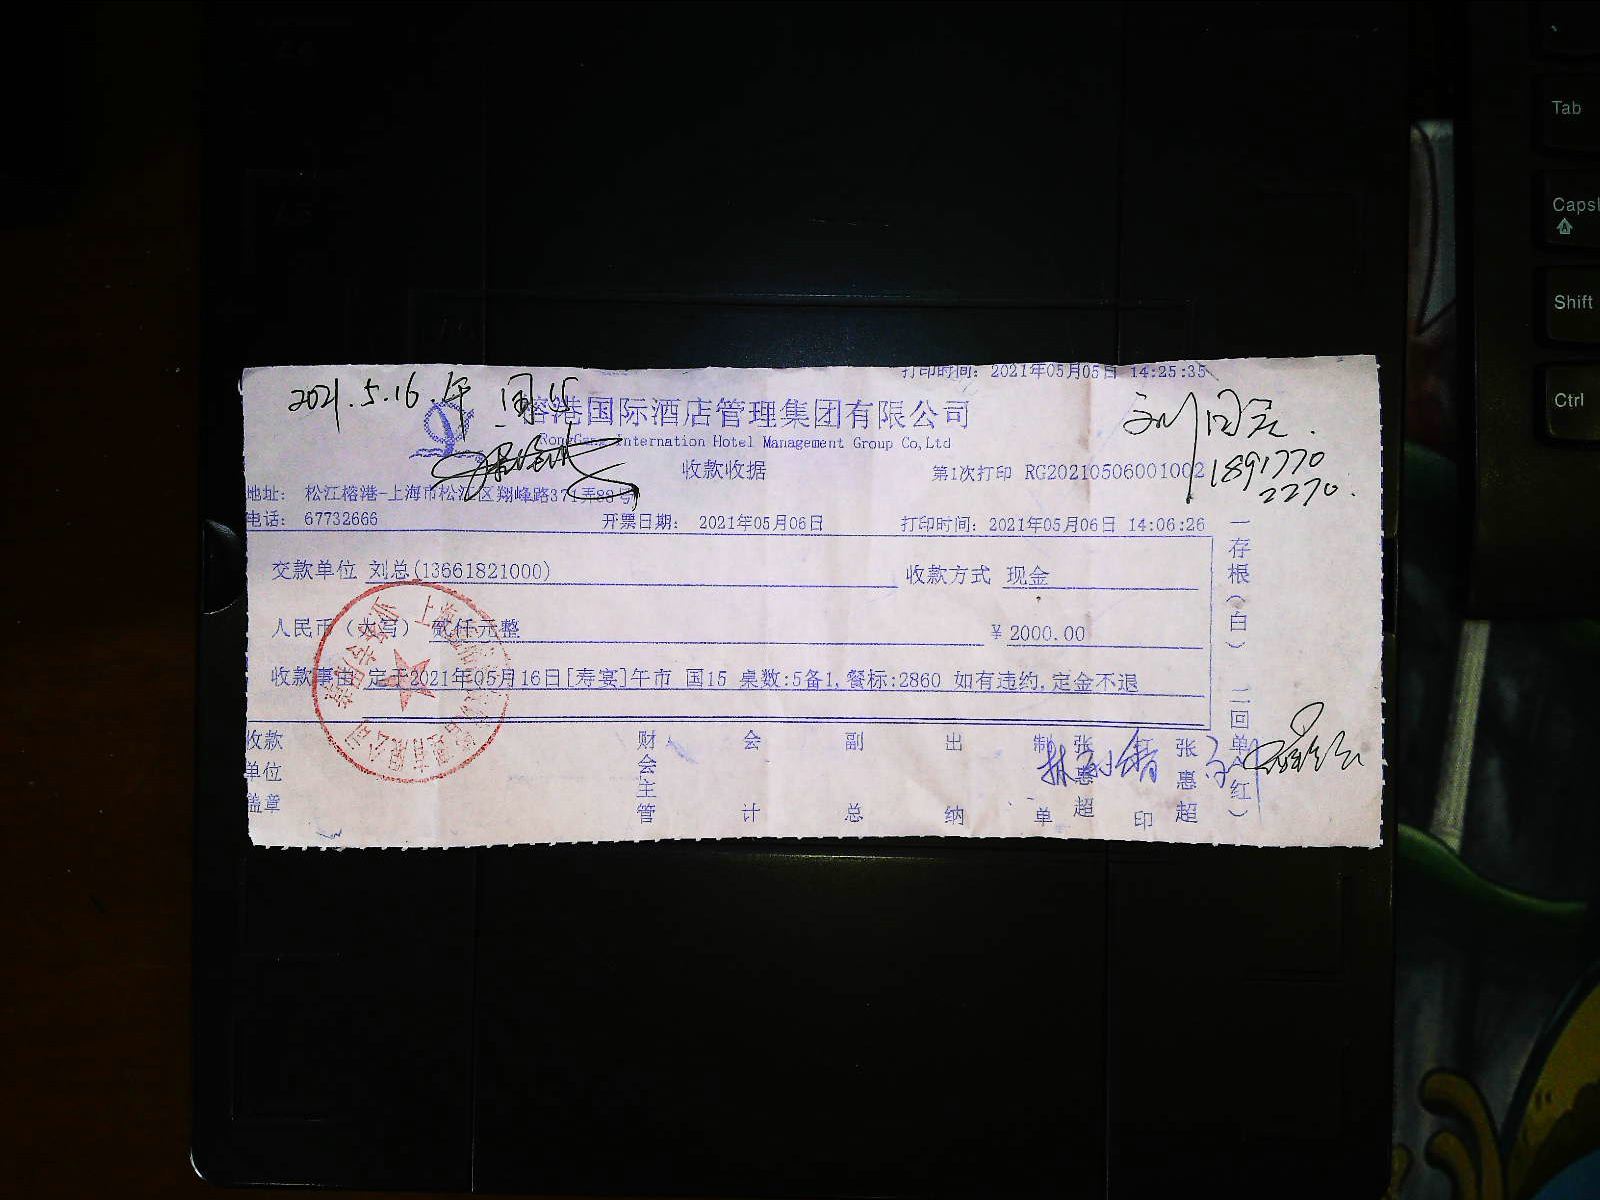 打印时间: 2021年05月05日 14:25:35
2021.5.16.午 国15
榕港国际酒店管理集团有限公司
RongGang Internation Hotel Management Group Co,Ltd
收款收据
第1次打印 RG20210506001002
刘
1891770
2270.
地址: 松江榕港-上海市松江区翔峰路371弄88号
电话: 67732666
开票日期: 2021年05月06日
打印时间: 2021年05月06日 14:06:26
交款单位 刘总(13661821000)
收款方式 现金
人民币（大写） 贰仟元整
¥ 2000.00
收款事由 定于2021年05月16日[寿宴]午市 国15 桌数:5备1,餐标:2860 如有违约,定金不退
收款单位盖章
财会主管
会计
副总
出纳
制单 张惠超
打印 张惠超
一存根(白) 二回单(红)
Tab
Caps
Shift
Ctrl